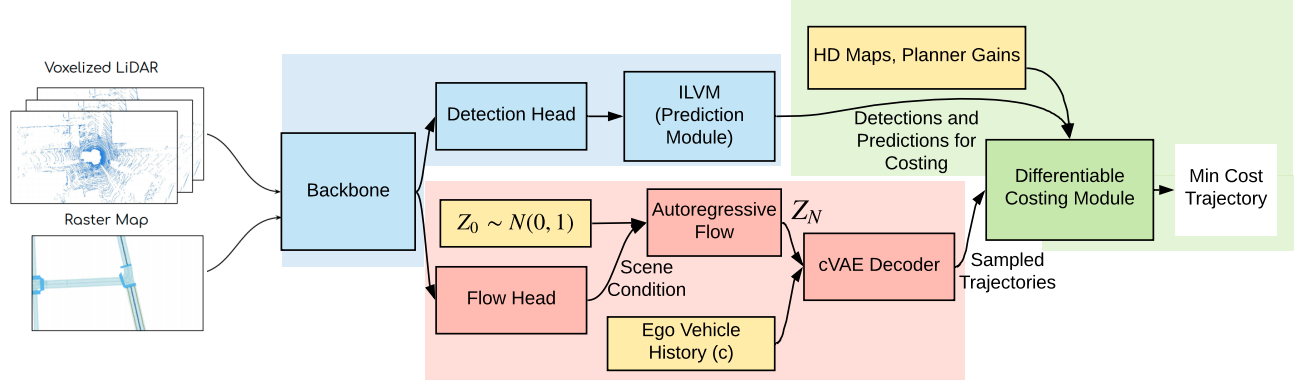 Voxelized LiDAR
Raster Map
Backbone
Detection Head
ILVM
(Prediction
Module)
HD Maps, Planner Gains
Detections and
Predictions for
Costing
Differentiable
Costing Module
Min Cost
Trajectory
Z₀ ∼ N(0, 1)
Autoregressive
Flow
Z_N
Flow Head
Scene
Condition
cVAE Decoder
Sampled
Trajectories
Ego Vehicle
History (c)